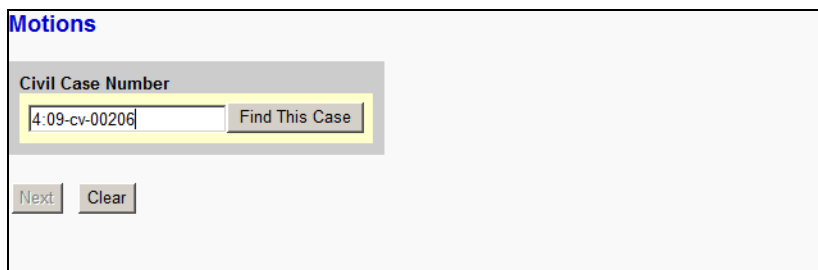 Motions
Civil Case Number
4:09-cv-00206 Find This Case
Next Clear